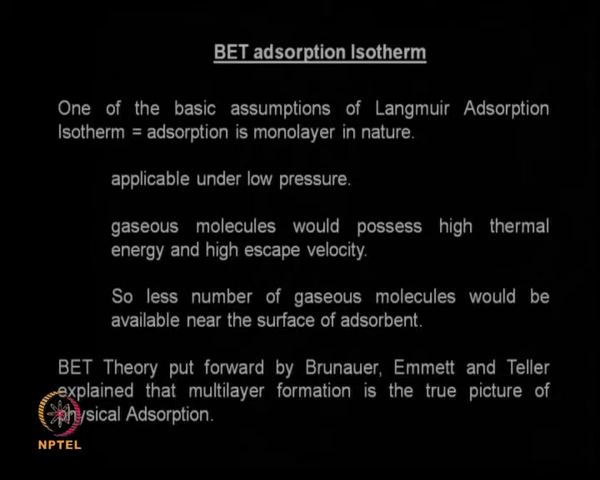 BET adsorption Isotherm
One of the basic assumptions of Langmuir Adsorption
Isotherm = adsorption is monolayer in nature.
applicable under low pressure.
gaseous molecules would possess high thermal
energy and high escape velocity.
So less number of gaseous molecules would be
available near the surface of adsorbent.
BET Theory put forward by Brunauer, Emmett and Teller
explained that multilayer formation is the true picture of
physical Adsorption.
NPTEL